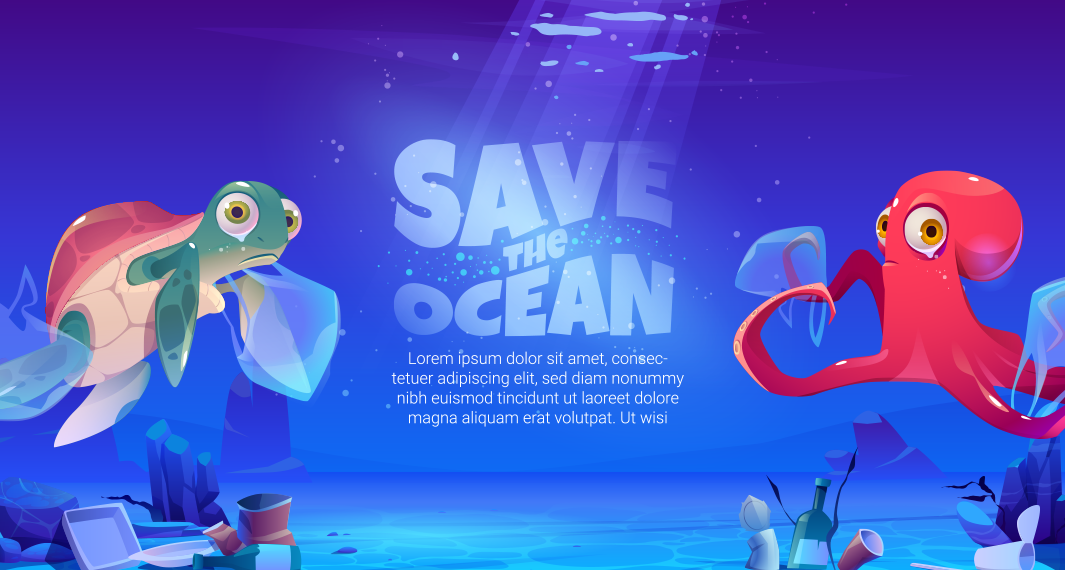 SAVE
THE
OCEAN
Lorem ipsum dolor sit amet, consec-
tetuer adipiscing elit, sed diam nonummy
nibh euismod tincidunt ut laoreet dolore
magna aliquam erat volutpat. Ut wisi